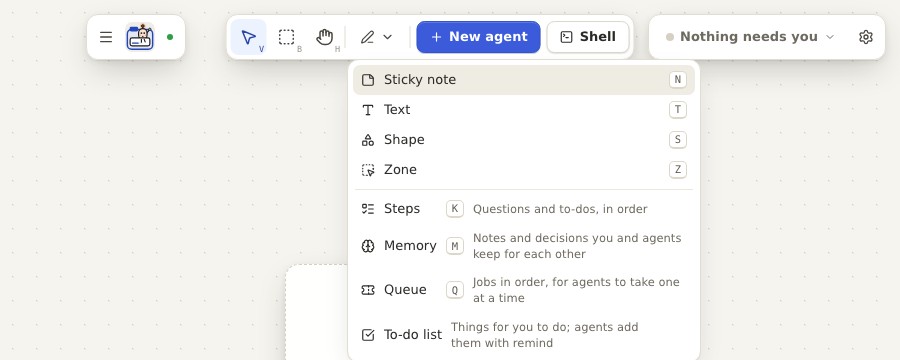 V
B
H
New agent
Shell
Nothing needs you
Sticky note N
Text T
Shape S
Zone Z
Steps K Questions and to-dos, in order
Memory M Notes and decisions you and agents
keep for each other
Queue Q Jobs in order, for agents to take one
at a time
To-do list Things for you to do; agents add
them with remind